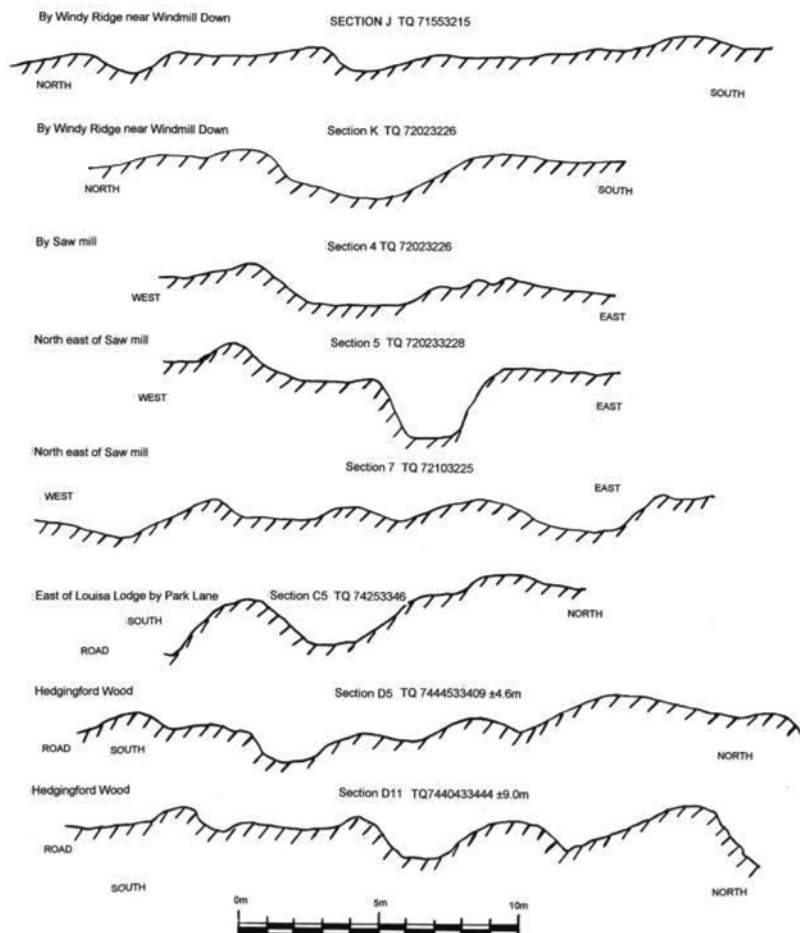 By Windy Ridge near Windmill Down SECTION J TQ 71553215
NORTH SOUTH
By Windy Ridge near Windmill Down Section K TQ 72023226
NORTH SOUTH
By Saw mill Section 4 TQ 72023226
WEST EAST
North east of Saw mill Section 5 TQ 720233228
WEST EAST
North east of Saw mill
Section 7 TQ 72103225
WEST EAST
East of Louisa Lodge by Park Lane Section C5 TQ 74253346
SOUTH NORTH
ROAD
Hedgingford Wood Section D5 TQ 7444533409 ±4.6m
ROAD SOUTH NORTH
Hedgingford Wood Section D11 TQ7440433444 ±9.0m
ROAD
SOUTH NORTH
0m 5m 10m